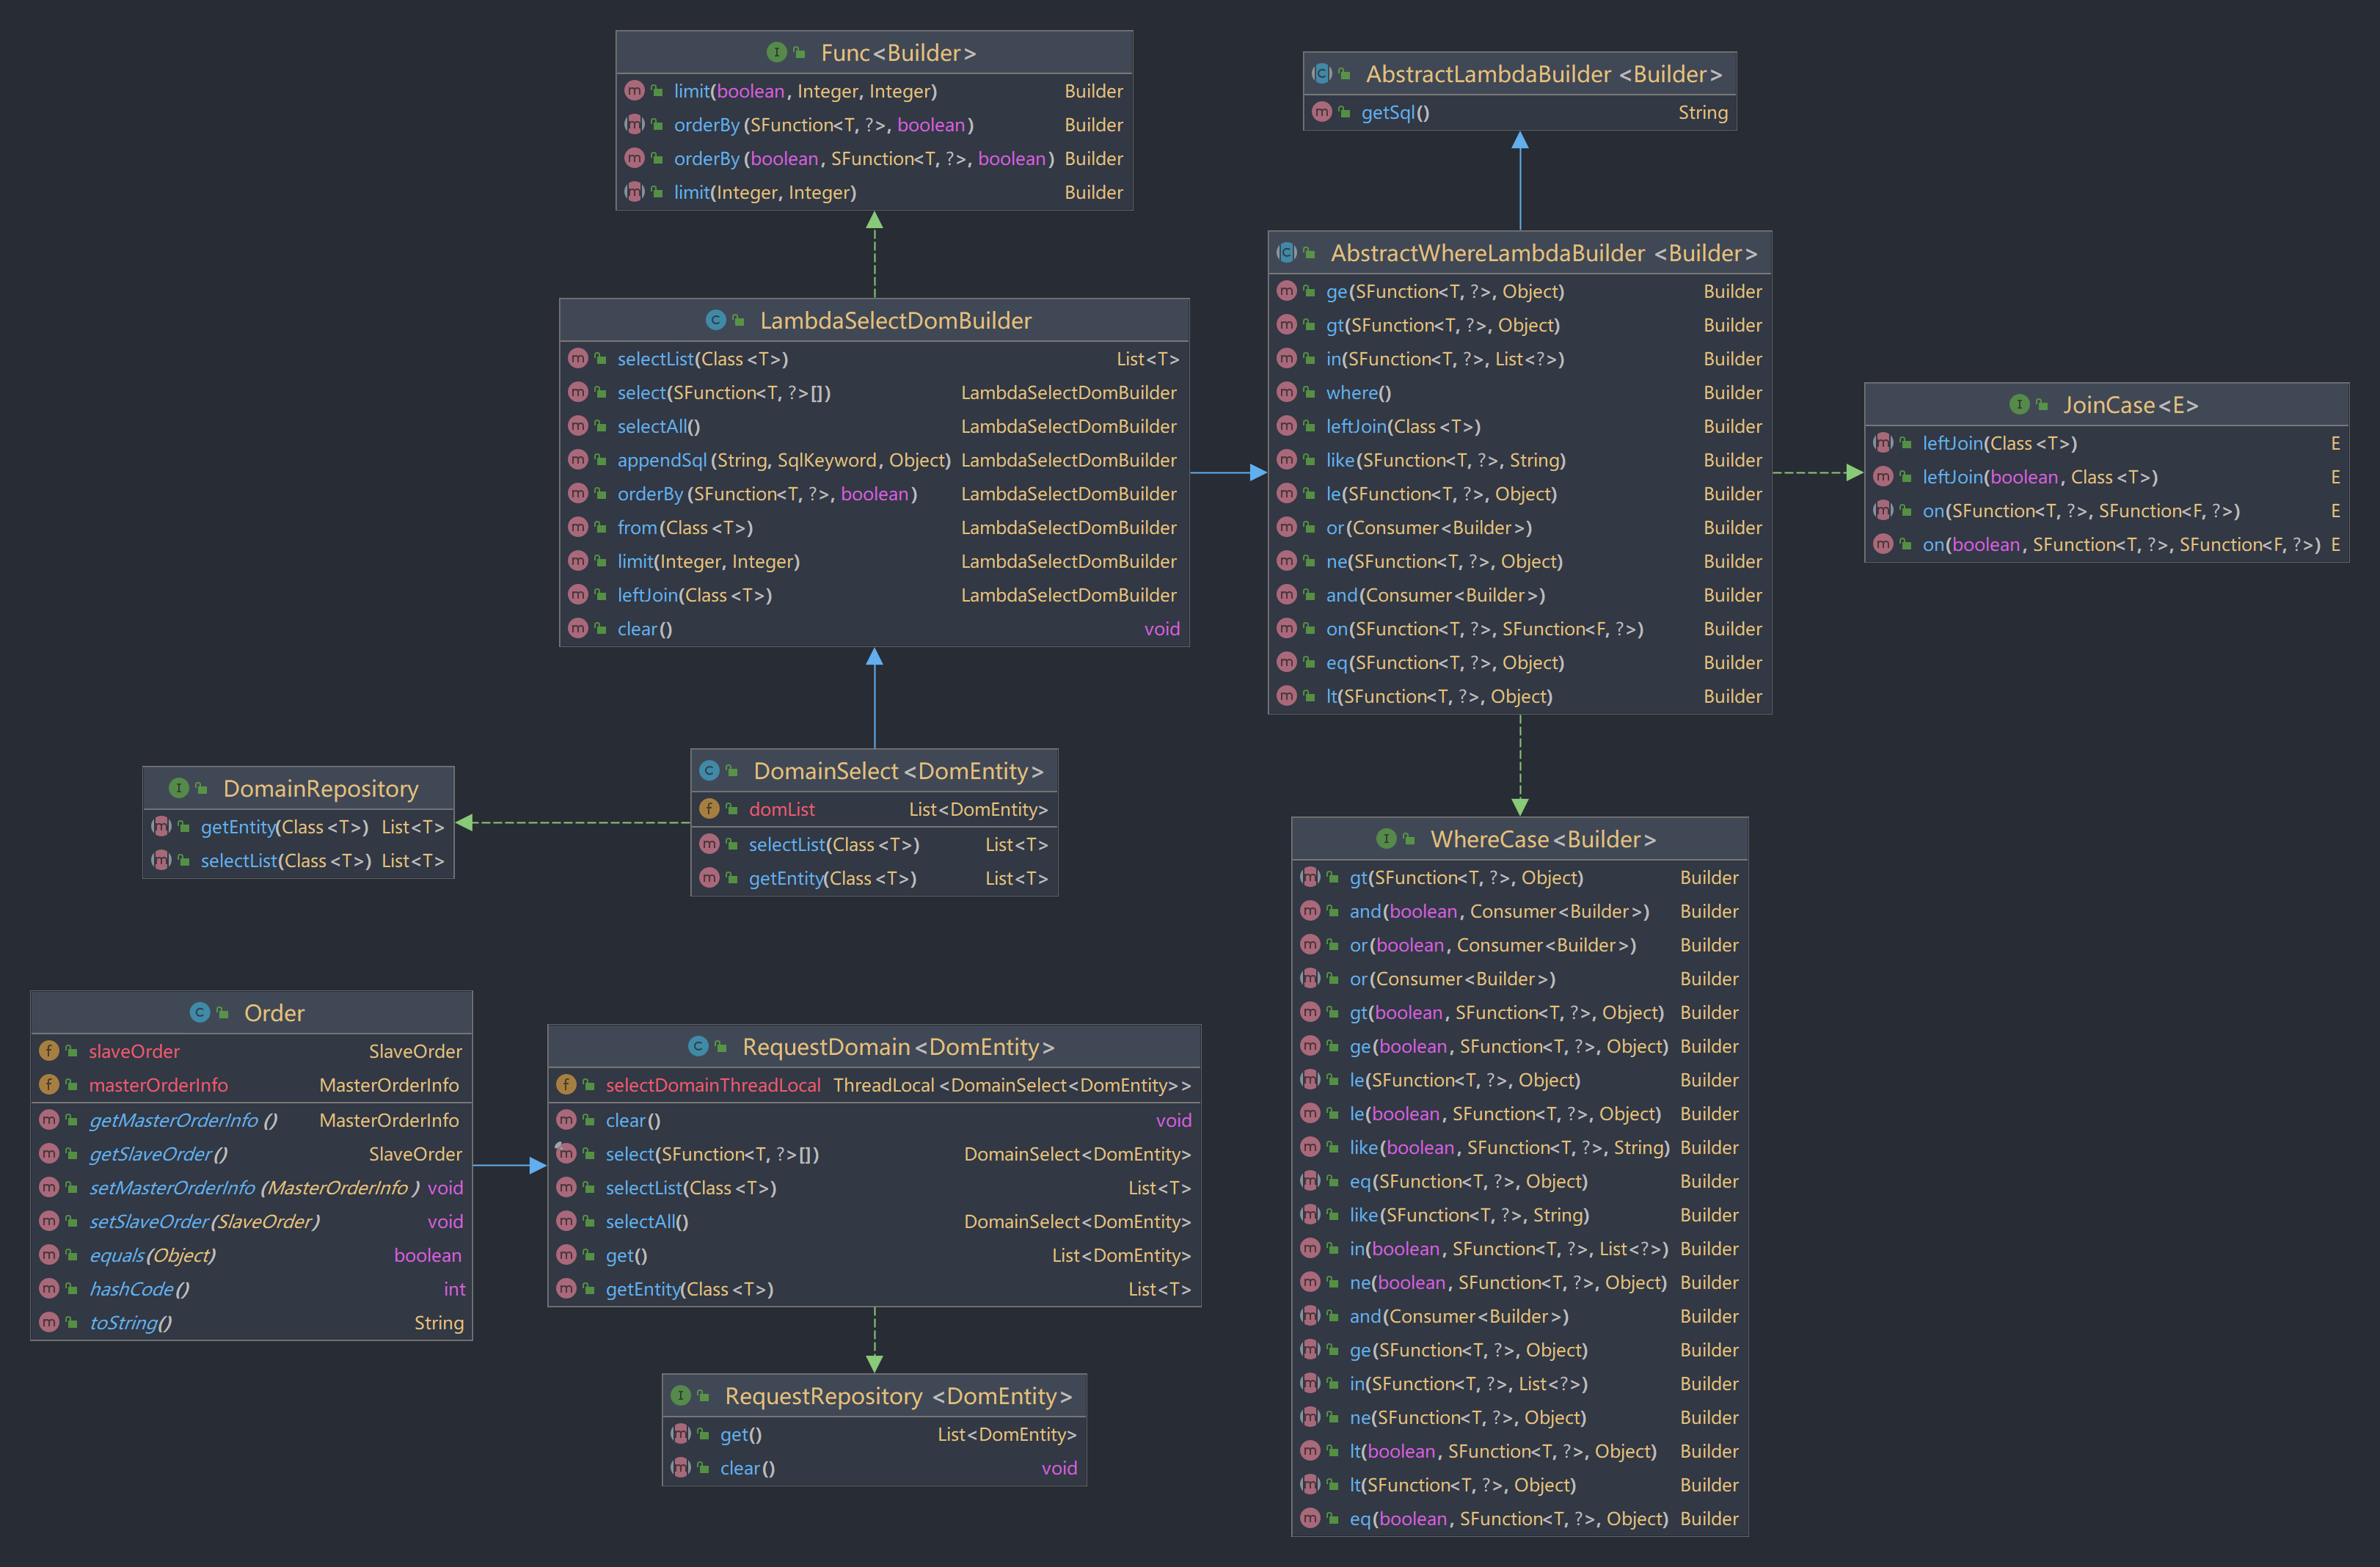 Func<Builder>
limit(boolean, Integer, Integer) Builder
orderBy(SFunction<T, ?>, boolean) Builder
orderBy(boolean, SFunction<T, ?>, boolean) Builder
limit(Integer, Integer) Builder
AbstractLambdaBuilder<Builder>
getSql() String
LambdaSelectDomBuilder
selectList(Class<T>) List<T>
select(SFunction<T, ?>[]) LambdaSelectDomBuilder
selectAll() LambdaSelectDomBuilder
appendSql(String, SqlKeyword, Object) LambdaSelectDomBuilder
orderBy(SFunction<T, ?>, boolean) LambdaSelectDomBuilder
from(Class<T>) LambdaSelectDomBuilder
limit(Integer, Integer) LambdaSelectDomBuilder
leftJoin(Class<T>) LambdaSelectDomBuilder
clear() void
AbstractWhereLambdaBuilder<Builder>
ge(SFunction<T, ?>, Object) Builder
gt(SFunction<T, ?>, Object) Builder
in(SFunction<T, ?>, List<?>) Builder
where() Builder
leftJoin(Class<T>) Builder
like(SFunction<T, ?>, String) Builder
le(SFunction<T, ?>, Object) Builder
or(Consumer<Builder>) Builder
ne(SFunction<T, ?>, Object) Builder
and(Consumer<Builder>) Builder
on(SFunction<T, ?>, SFunction<F, ?>) Builder
eq(SFunction<T, ?>, Object) Builder
lt(SFunction<T, ?>, Object) Builder
JoinCase<E>
leftJoin(Class<T>) E
leftJoin(boolean, Class<T>) E
on(SFunction<T, ?>, SFunction<F, ?>) E
on(boolean, SFunction<T, ?>, SFunction<F, ?>) E
DomainRepository
getEntity(Class<T>) List<T>
selectList(Class<T>) List<T>
DomainSelect<DomEntity>
domList List<DomEntity>
selectList(Class<T>) List<T>
getEntity(Class<T>) List<T>
WhereCase<Builder>
gt(SFunction<T, ?>, Object) Builder
and(boolean, Consumer<Builder>) Builder
or(boolean, Consumer<Builder>) Builder
or(Consumer<Builder>) Builder
gt(boolean, SFunction<T, ?>, Object) Builder
ge(boolean, SFunction<T, ?>, Object) Builder
le(SFunction<T, ?>, Object) Builder
le(boolean, SFunction<T, ?>, Object) Builder
like(boolean, SFunction<T, ?>, String) Builder
eq(SFunction<T, ?>, Object) Builder
like(SFunction<T, ?>, String) Builder
in(boolean, SFunction<T, ?>, List<?>) Builder
ne(boolean, SFunction<T, ?>, Object) Builder
and(Consumer<Builder>) Builder
ge(SFunction<T, ?>, Object) Builder
in(SFunction<T, ?>, List<?>) Builder
ne(SFunction<T, ?>, Object) Builder
lt(boolean, SFunction<T, ?>, Object) Builder
lt(SFunction<T, ?>, Object) Builder
eq(boolean, SFunction<T, ?>, Object) Builder
Order
slaveOrder SlaveOrder
masterOrderInfo MasterOrderInfo
getMasterOrderInfo() MasterOrderInfo
getSlaveOrder() SlaveOrder
setMasterOrderInfo(MasterOrderInfo) void
setSlaveOrder(SlaveOrder) void
equals(Object) boolean
hashCode() int
toString() String
RequestDomain<DomEntity>
selectDomainThreadLocal ThreadLocal<DomainSelect<DomEntity>>
clear() void
select(SFunction<T, ?>[]) DomainSelect<DomEntity>
selectList(Class<T>) List<T>
selectAll() DomainSelect<DomEntity>
get() List<DomEntity>
getEntity(Class<T>) List<T>
RequestRepository<DomEntity>
get() List<DomEntity>
clear() void